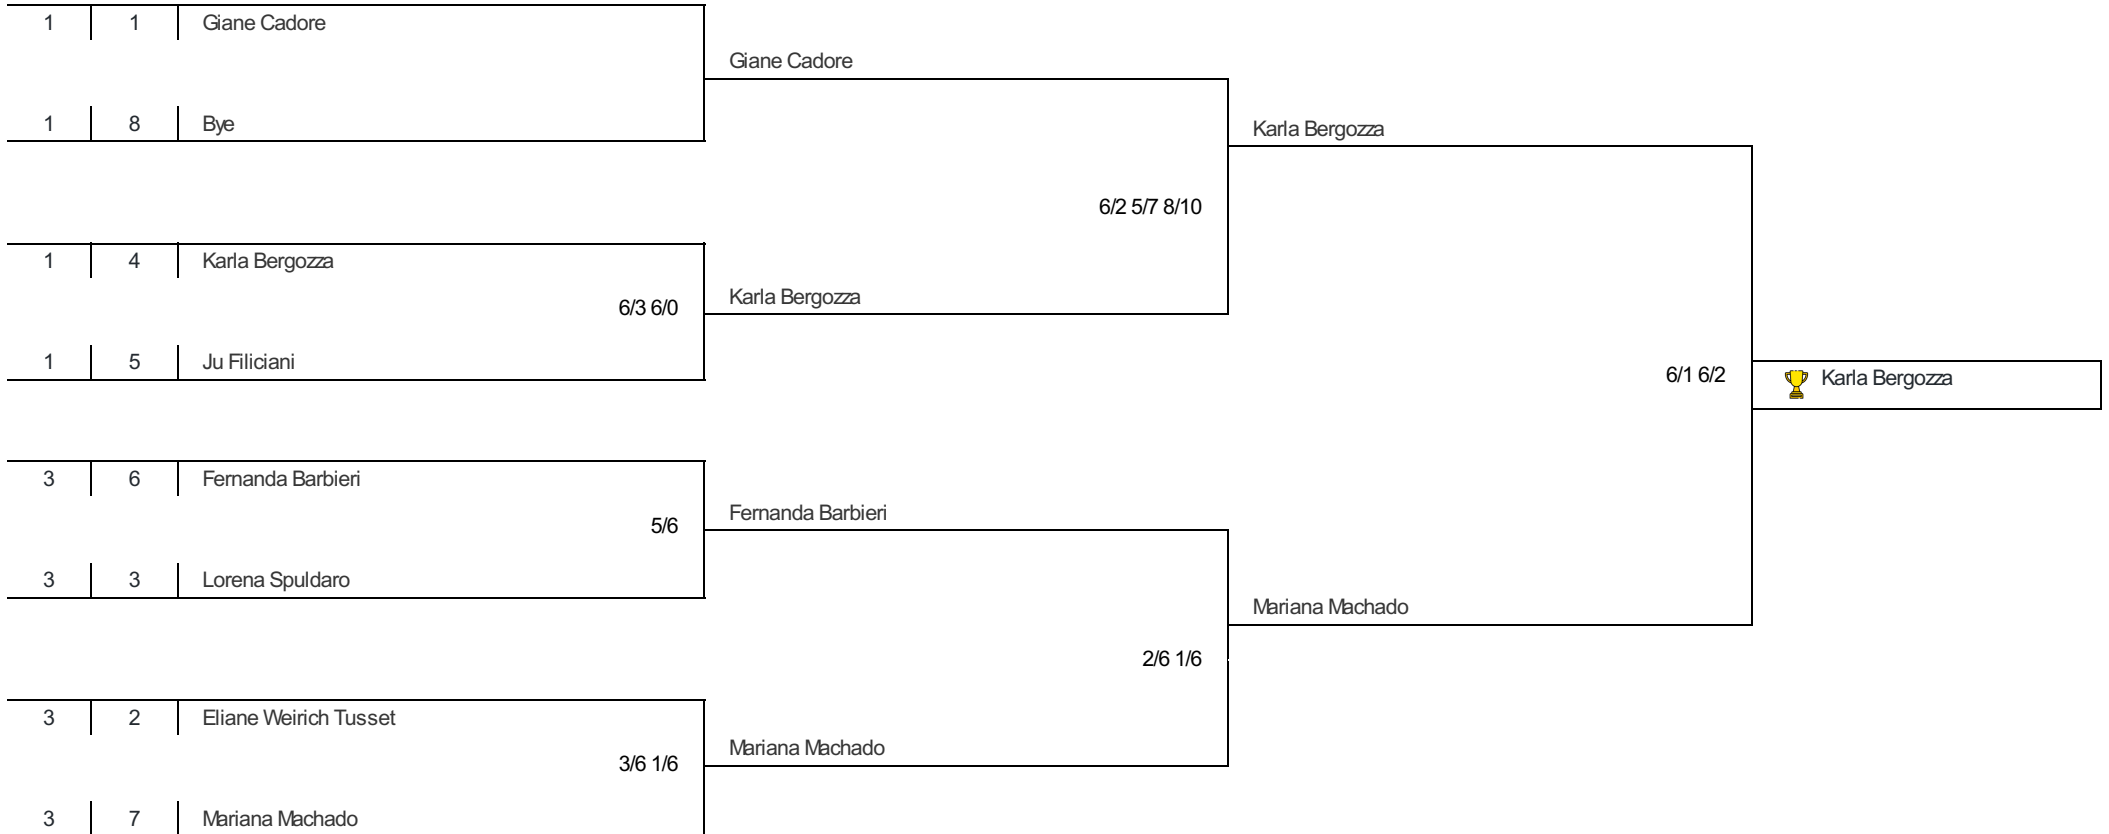 1 1 Giane Cadore
Giane Cadore
1 8 Bye
Karla Bergozza
6/2 5/7 8/10
1 4 Karla Bergozza
Karla Bergozza
6/3 6/0
1 5 Ju Filiciani
6/1 6/2
Karla Bergozza
3 6 Fernanda Barbieri
Fernanda Barbieri
5/6
3 3 Lorena Spuldaro
Mariana Machado
2/6 1/6
3 2 Eliane Weirich Tusset
Mariana Machado
3/6 1/6
3 7 Mariana Machado